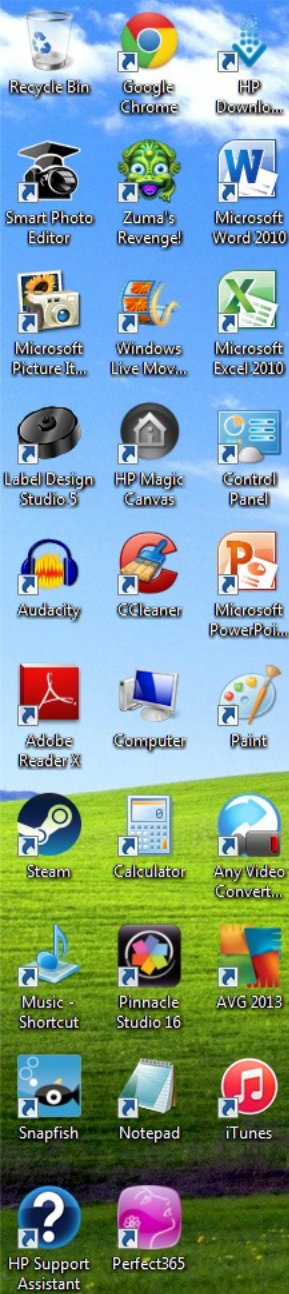 Recycle Bin
Google
Chrome
HP
Downlo...
Smart Photo
Editor
Zuma's
Revenge!
Microsoft
Word 2010
Microsoft
Picture It...
Windows
Live Mov...
Microsoft
Excel 2010
Label Design
Studio 5
HP Magic
Canvas
Control
Panel
Audacity
CCleaner
Microsoft
PowerPoi...
Adobe
Reader X
Computer
Paint
Steam
Calculator
Any Video
Convert...
Music -
Shortcut
Pinnacle
Studio 16
AVG 2013
Snapfish
Notepad
iTunes
HP Support
Assistant
Perfect365